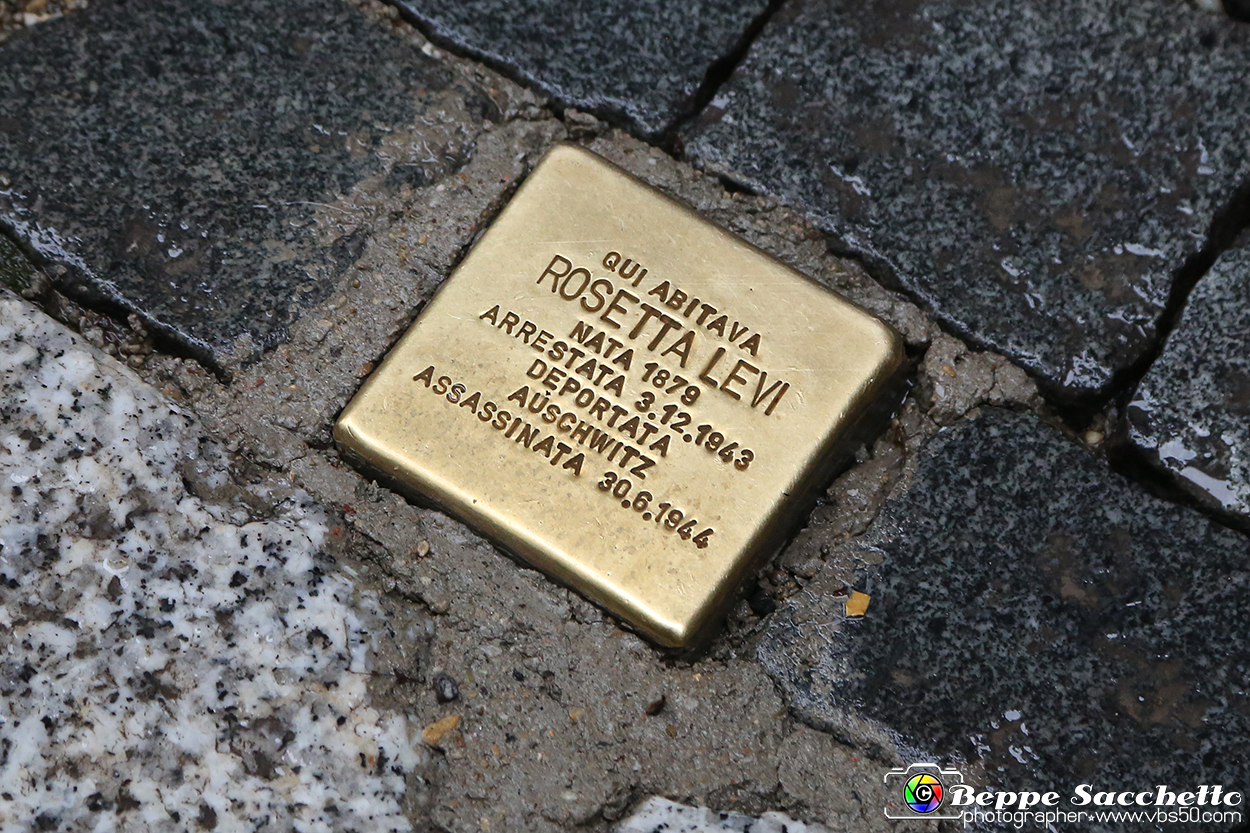 QUI ABITAVA
ROSETTA LEVI
NATA 1879
ARRESTATA 3.12.1943
DEPORTATA
AUSCHWITZ
ASSASSINATA 30.6.1944
© Beppe Sacchetto
photographer★www.vbs50.com